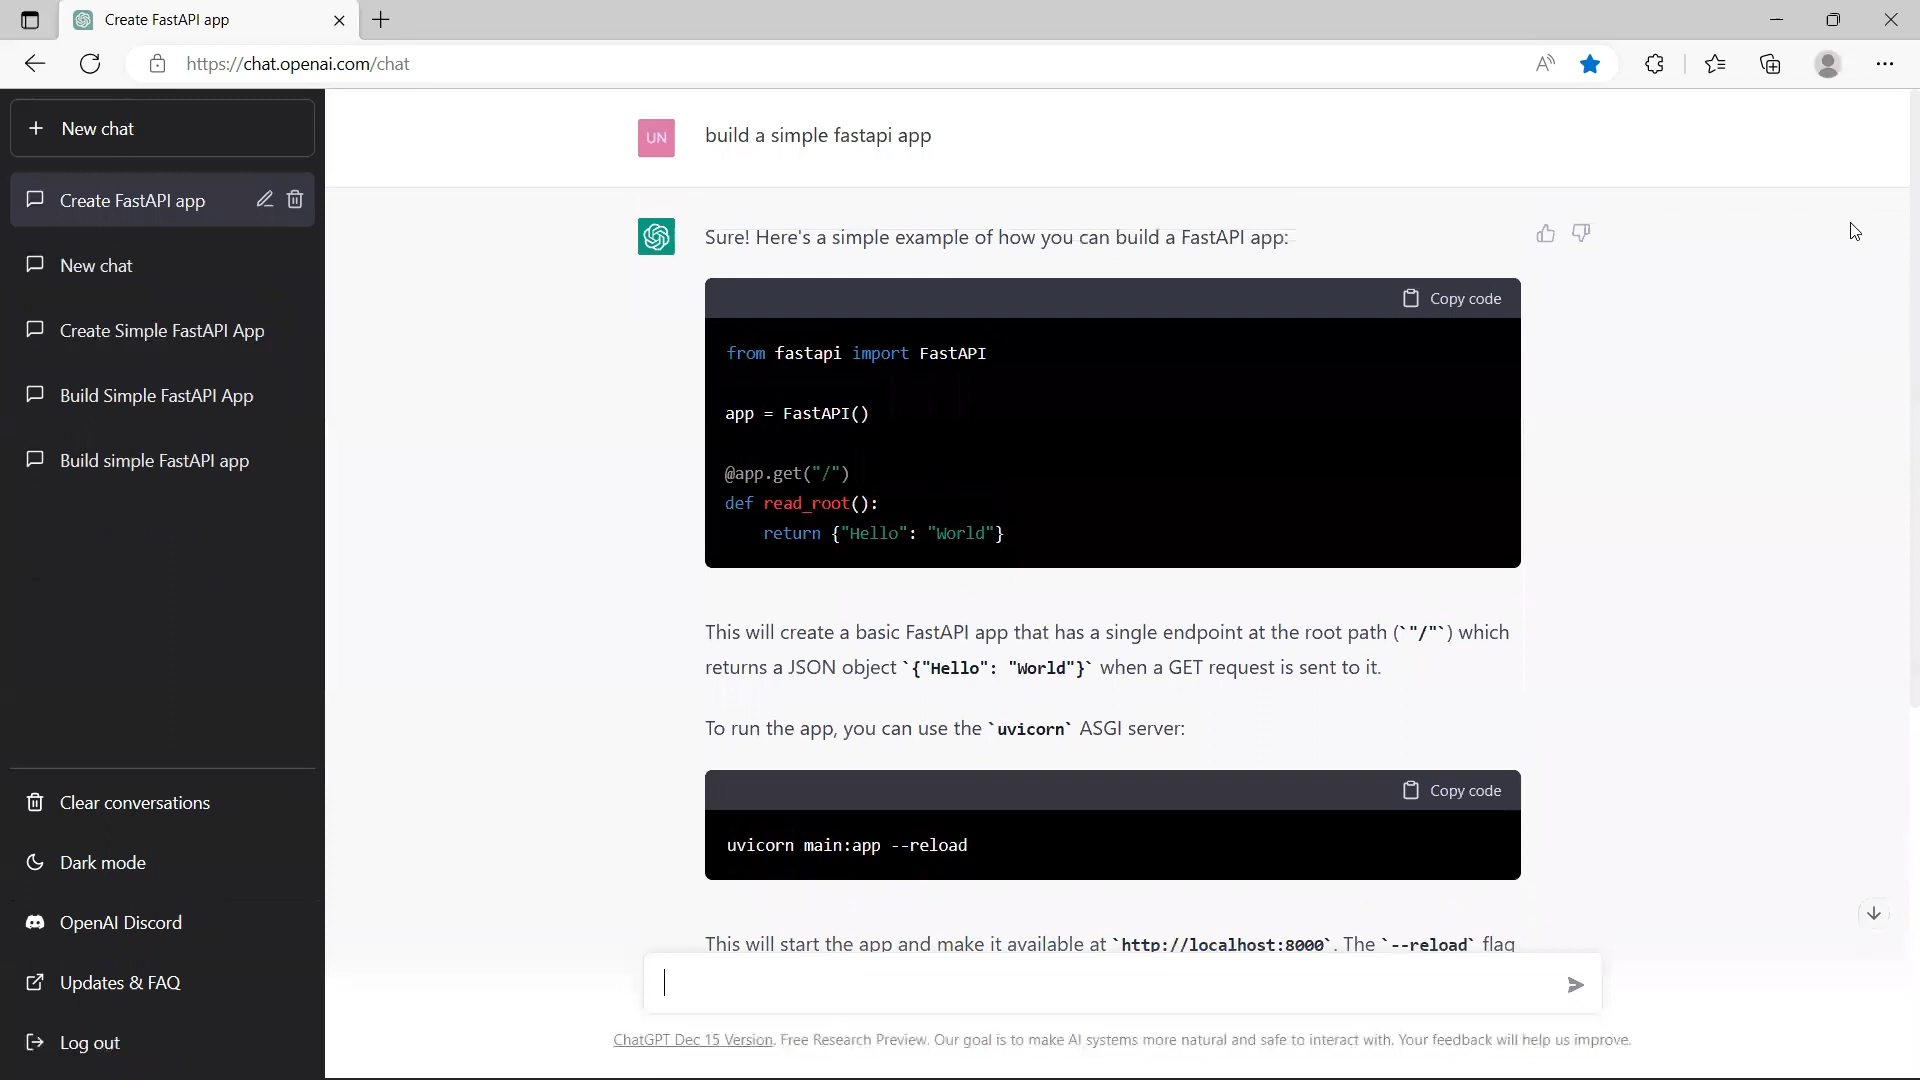 Create FastAPI app
https://chat.openai.com/chat
New chat
Create FastAPI app
New chat
Create Simple FastAPI App
Build Simple FastAPI App
Build simple FastAPI app
Clear conversations
Dark mode
OpenAI Discord
Updates & FAQ
Log out
UN
build a simple fastapi app
Sure! Here's a simple example of how you can build a FastAPI app:
Copy code
from fastapi import FastAPI
app = FastAPI()
@app.get("/")
def read_root():
    return {"Hello": "World"}
This will create a basic FastAPI app that has a single endpoint at the root path (`"/"`) which
returns a JSON object `{"Hello": "World"}` when a GET request is sent to it.
To run the app, you can use the `uvicorn` ASGI server:
Copy code
uvicorn main:app --reload
This will start the app and make it available at `http://localhost:8000`. The `--reload` flag
ChatGPT Dec 15 Version. Free Research Preview. Our goal is to make AI systems more natural and safe to interact with. Your feedback will help us improve.